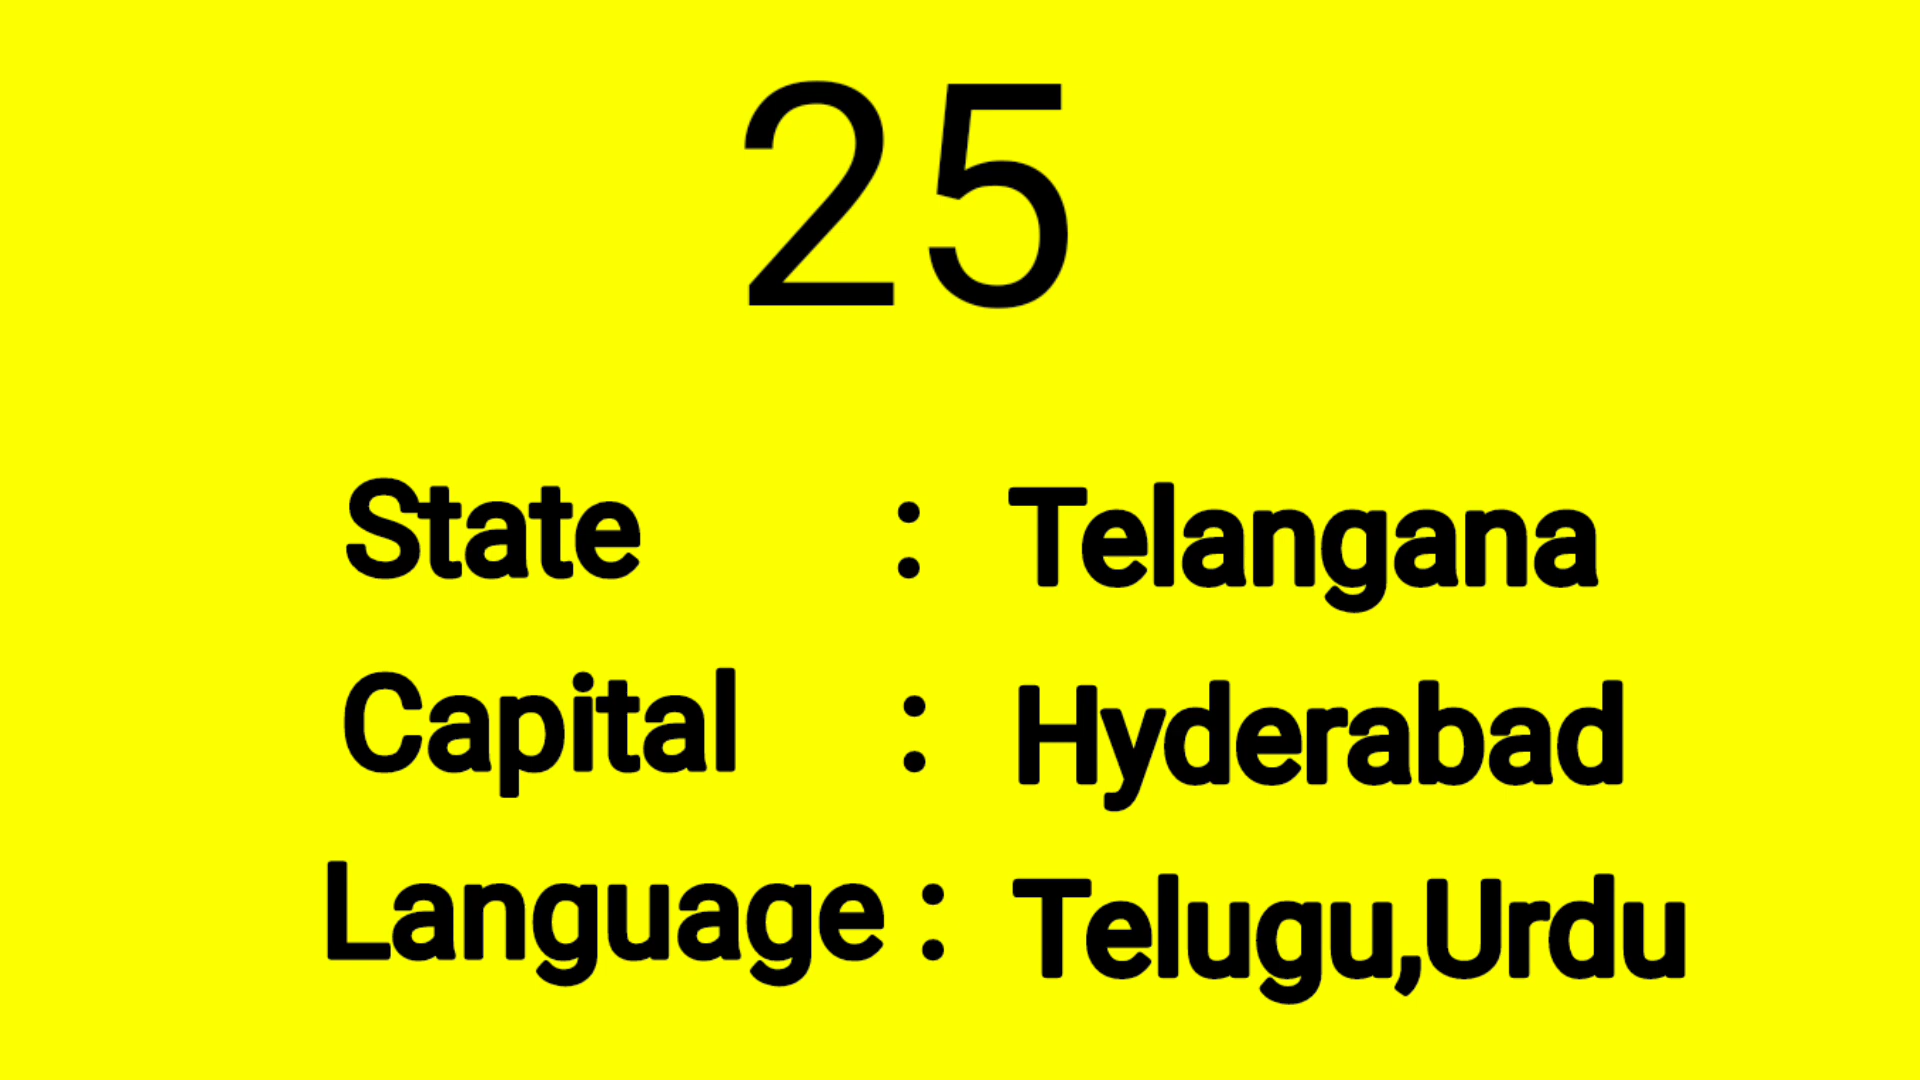 25
State : Telangana
Capital : Hyderabad
Language : Telugu,Urdu